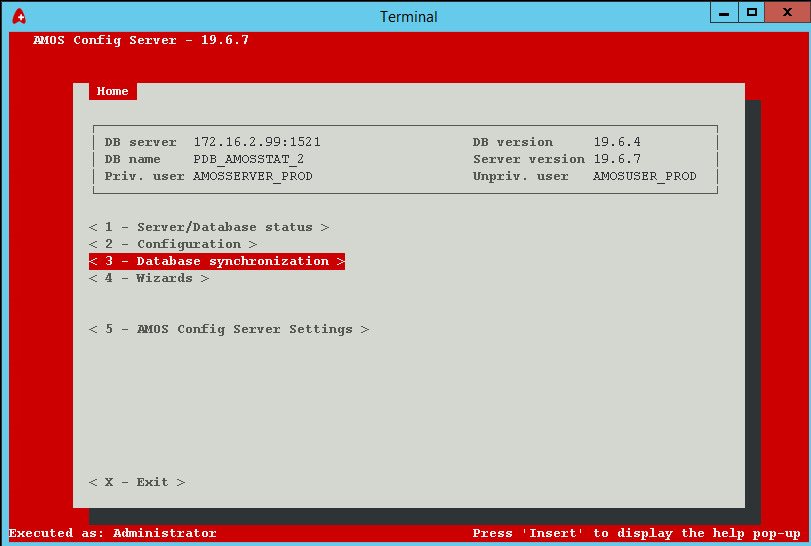 Terminal
AMOS Config Server - 19.6.7
Home
DB server 172.16.2.99:1521 DB version 19.6.4
DB name PDB_AMOSSTAT_2 Server version 19.6.7
Priv. user AMOSSERVER_PROD Unpriv. user AMOSUSER_PROD
< 1 - Server/Database status >
< 2 - Configuration >
< 3 - Database synchronization >
< 4 - Wizards >
< 5 - AMOS Config Server Settings >
< X - Exit >
Executed as: Administrator Press 'Insert' to display the help pop-up